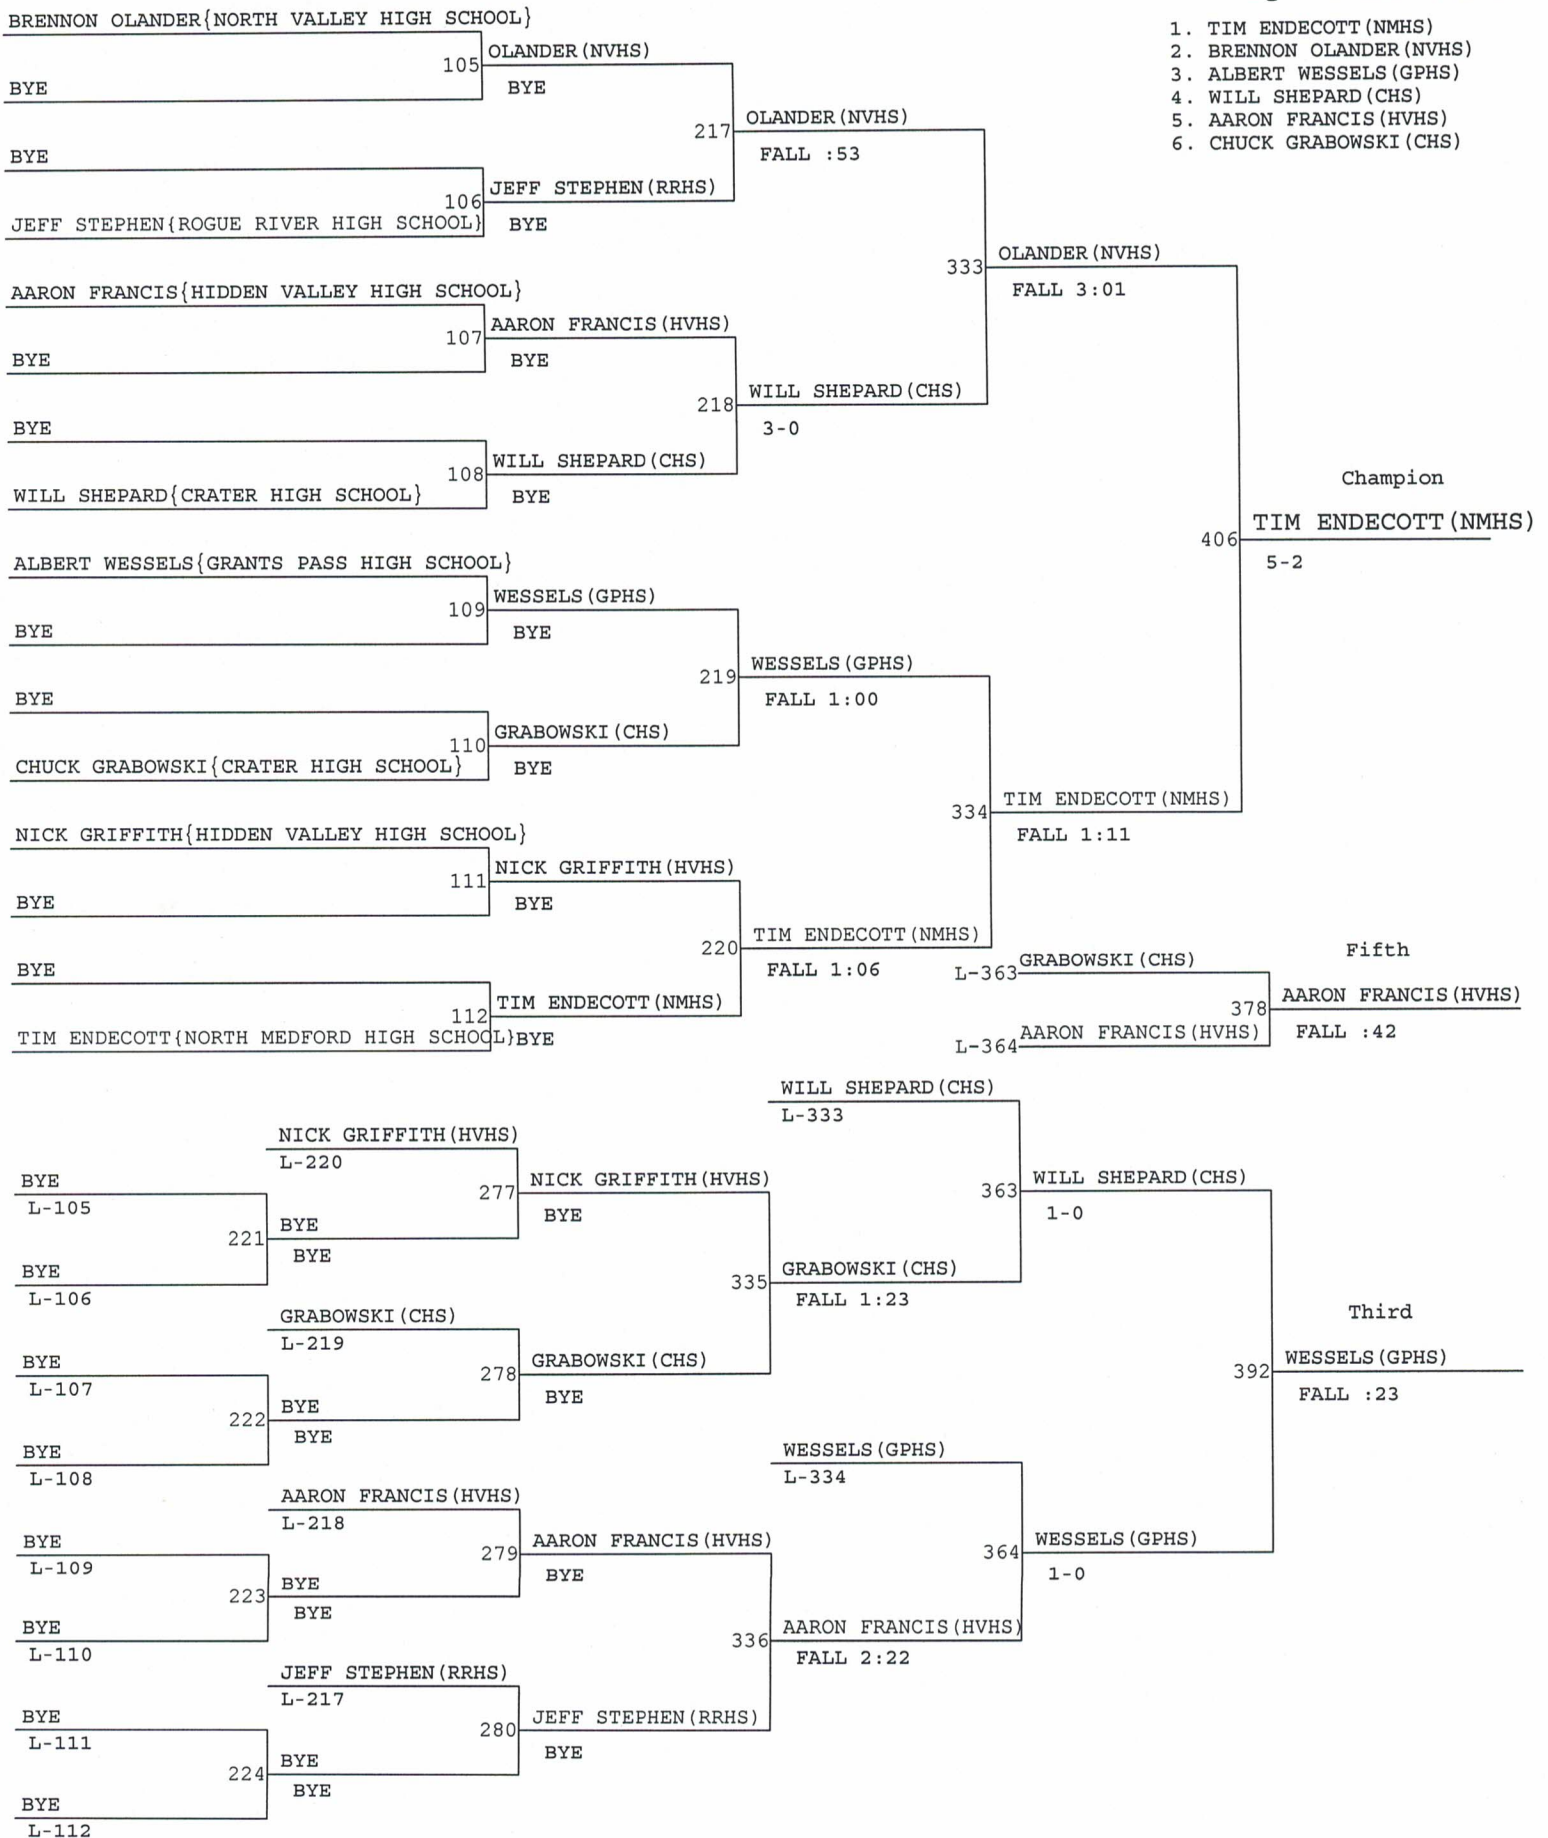 BRENNON OLANDER{NORTH VALLEY HIGH SCHOOL}
105 OLANDER(NVHS)
BYE
BYE
217 OLANDER(NVHS)
FALL :53
BYE
106 JEFF STEPHEN(RRHS)
JEFF STEPHEN{ROGUE RIVER HIGH SCHOOL}
BYE
333 OLANDER(NVHS)
FALL 3:01
AARON FRANCIS{HIDDEN VALLEY HIGH SCHOOL}
107 AARON FRANCIS(HVHS)
BYE
BYE
218 WILL SHEPARD(CHS)
3-0
BYE
108 WILL SHEPARD(CHS)
WILL SHEPARD{CRATER HIGH SCHOOL}
BYE
1. TIM ENDECOTT(NMHS)
2. BRENNON OLANDER(NVHS)
3. ALBERT WESSELS(GPHS)
4. WILL SHEPARD(CHS)
5. AARON FRANCIS(HVHS)
6. CHUCK GRABOWSKI(CHS)
Champion
406 TIM ENDECOTT(NMHS)
5-2
ALBERT WESSELS{GRANTS PASS HIGH SCHOOL}
109 WESSELS(GPHS)
BYE
BYE
219 WESSELS(GPHS)
FALL 1:00
BYE
110 GRABOWSKI(CHS)
CHUCK GRABOWSKI{CRATER HIGH SCHOOL}
BYE
334 TIM ENDECOTT(NMHS)
FALL 1:11
NICK GRIFFITH{HIDDEN VALLEY HIGH SCHOOL}
111 NICK GRIFFITH(HVHS)
BYE
BYE
220 TIM ENDECOTT(NMHS)
FALL 1:06
BYE
112 TIM ENDECOTT(NMHS)
TIM ENDECOTT{NORTH MEDFORD HIGH SCHOOL}
BYE
Fifth
L-363 GRABOWSKI(CHS)
378 AARON FRANCIS(HVHS)
FALL :42
L-364 AARON FRANCIS(HVHS)
WILL SHEPARD(CHS)
L-333
NICK GRIFFITH(HVHS)
L-220
277 NICK GRIFFITH(HVHS)
BYE
BYE
L-105
221 BYE
BYE
BYE
L-106
363 WILL SHEPARD(CHS)
1-0
335 GRABOWSKI(CHS)
FALL 1:23
GRABOWSKI(CHS)
L-219
278 GRABOWSKI(CHS)
BYE
BYE
L-107
222 BYE
BYE
BYE
L-108
Third
392 WESSELS(GPHS)
FALL :23
WESSELS(GPHS)
L-334
AARON FRANCIS(HVHS)
L-218
279 AARON FRANCIS(HVHS)
BYE
BYE
L-109
223 BYE
BYE
BYE
L-110
364 WESSELS(GPHS)
1-0
336 AARON FRANCIS(HVHS)
FALL 2:22
JEFF STEPHEN(RRHS)
L-217
280 JEFF STEPHEN(RRHS)
BYE
BYE
L-111
224 BYE
BYE
BYE
L-112